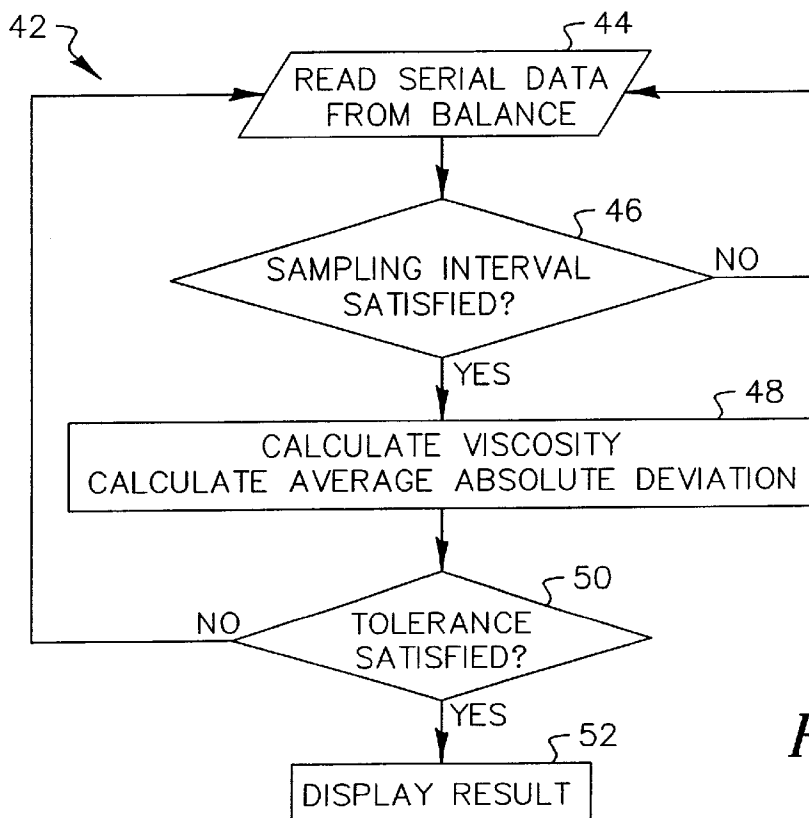 42
44
READ SERIAL DATA
FROM BALANCE
46
SAMPLING INTERVAL
SATISFIED?
NO
YES
48
CALCULATE VISCOSITY
CALCULATE AVERAGE ABSOLUTE DEVIATION
50
NO
TOLERANCE
SATISFIED?
YES
52
DISPLAY RESULT